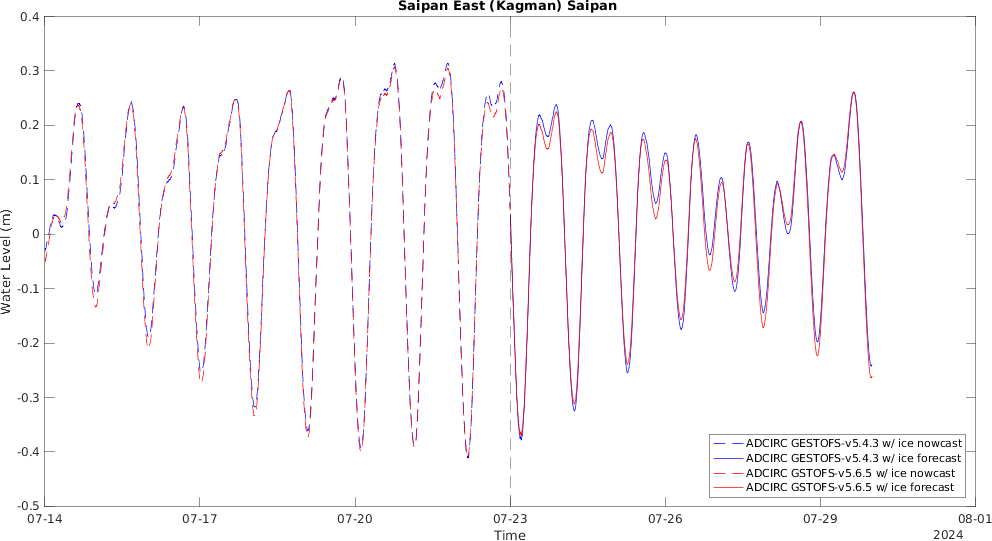 Saipan East (Kagman) Saipan
0.4
0.3
0.2
0.1
0
-0.1
-0.2
-0.3
-0.4
-0.5
Water Level (m)
ADCIRC GESTOFS-v5.4.3 w/ ice nowcast
ADCIRC GESTOFS-v5.4.3 w/ ice forecast
ADCIRC GSTOFS-v5.6.5 w/ ice nowcast
ADCIRC GSTOFS-v5.6.5 w/ ice forecast
07-14 07-17 07-20 07-23 07-26 07-29 08-01
Time
2024